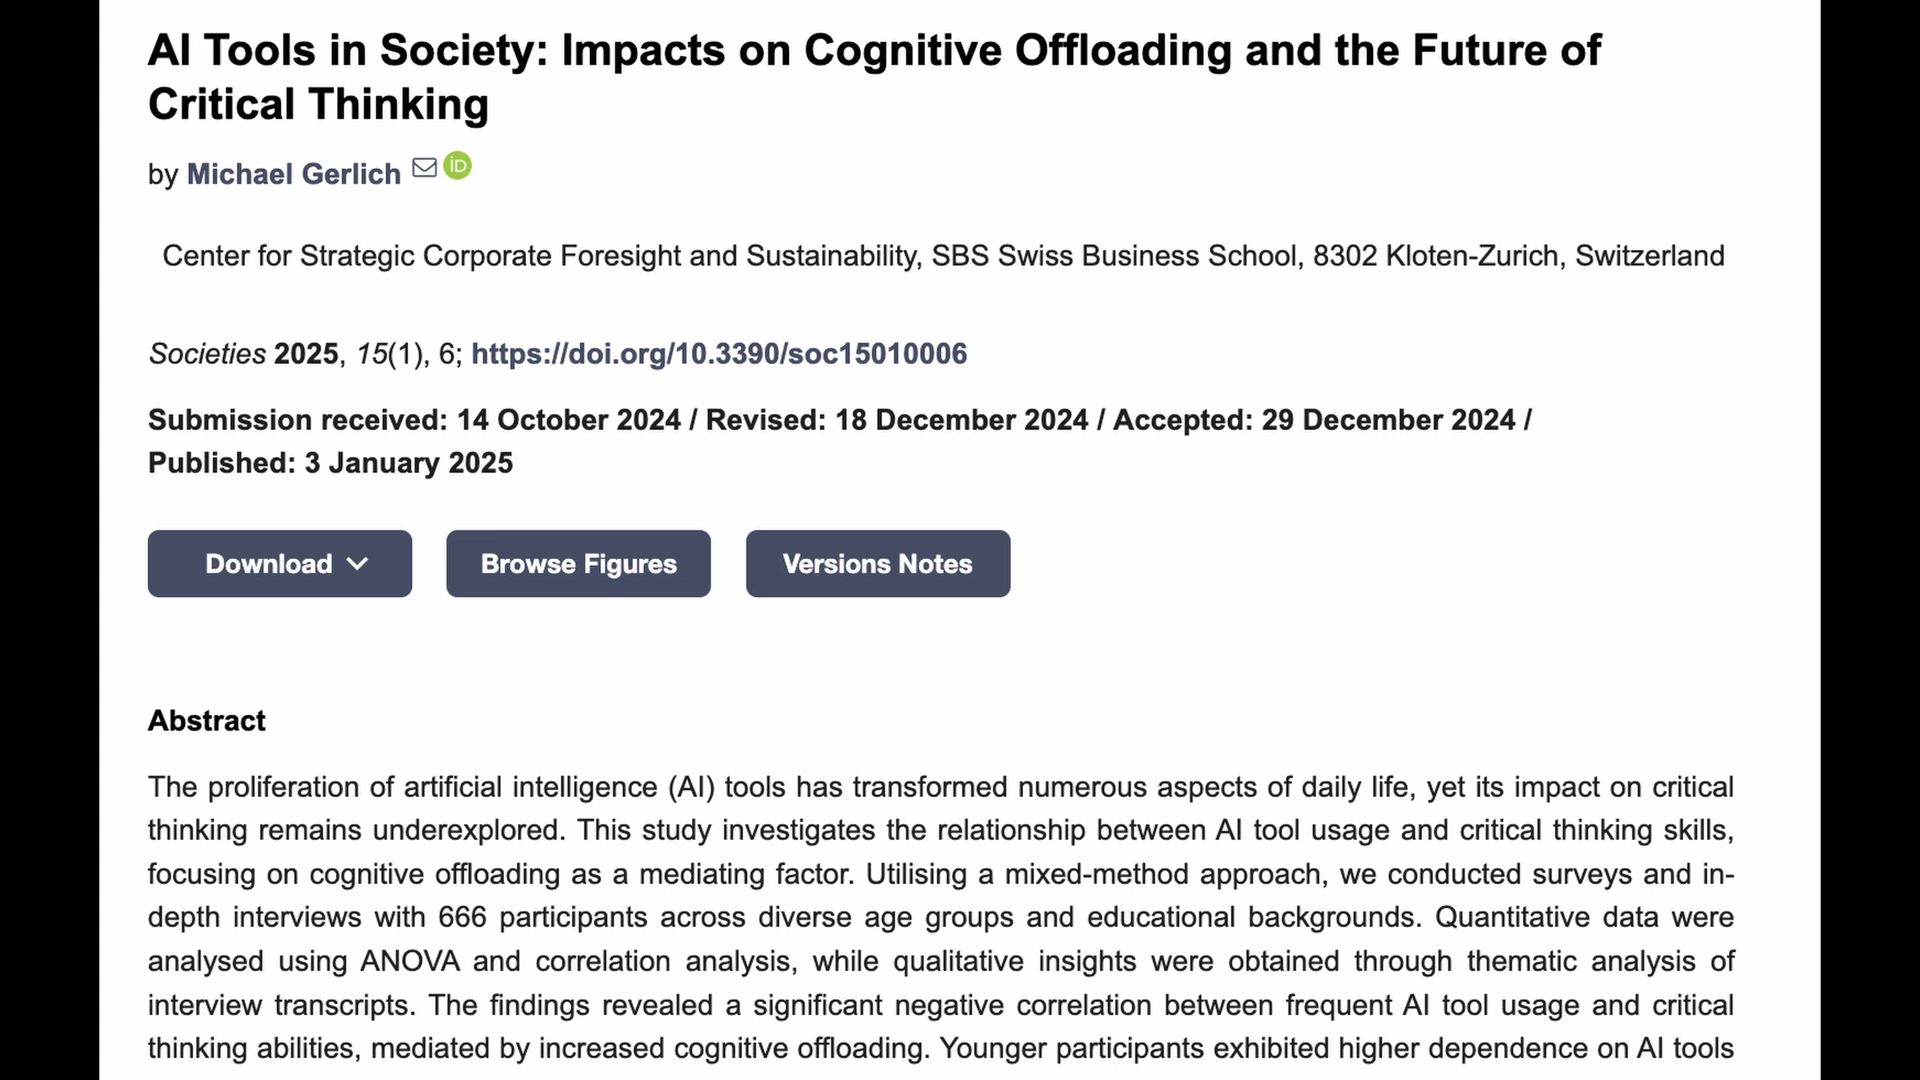 AI Tools in Society: Impacts on Cognitive Offloading and the Future of
Critical Thinking
by Michael Gerlich iD
Center for Strategic Corporate Foresight and Sustainability, SBS Swiss Business School, 8302 Kloten-Zurich, Switzerland
Societies 2025, 15(1), 6; https://doi.org/10.3390/soc15010006
Submission received: 14 October 2024 / Revised: 18 December 2024 / Accepted: 29 December 2024 /
Published: 3 January 2025
Download Browse Figures Versions Notes
Abstract
The proliferation of artificial intelligence (AI) tools has transformed numerous aspects of daily life, yet its impact on critical
thinking remains underexplored. This study investigates the relationship between AI tool usage and critical thinking skills,
focusing on cognitive offloading as a mediating factor. Utilising a mixed-method approach, we conducted surveys and in-
depth interviews with 666 participants across diverse age groups and educational backgrounds. Quantitative data were
analysed using ANOVA and correlation analysis, while qualitative insights were obtained through thematic analysis of
interview transcripts. The findings revealed a significant negative correlation between frequent AI tool usage and critical
thinking abilities, mediated by increased cognitive offloading. Younger participants exhibited higher dependence on AI tools